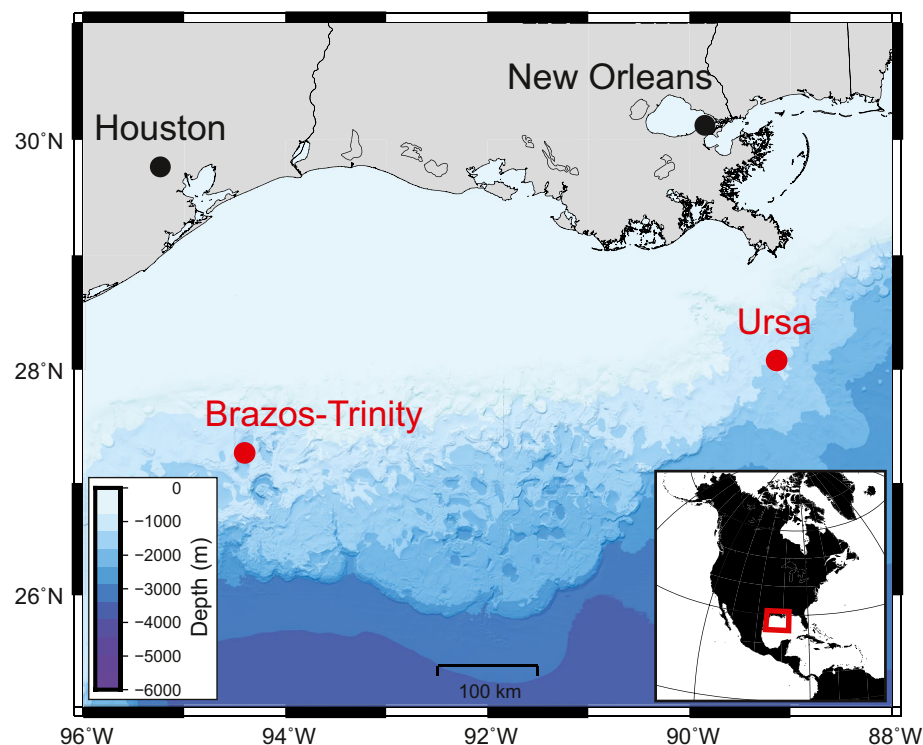 New Orleans
Houston
30°N
Ursa
28°N
Brazos-Trinity
0
−1000
−2000
−3000
−4000
−5000
−6000
Depth (m)
26°N
100 km
96°W
94°W
92°W
90°W
88°W